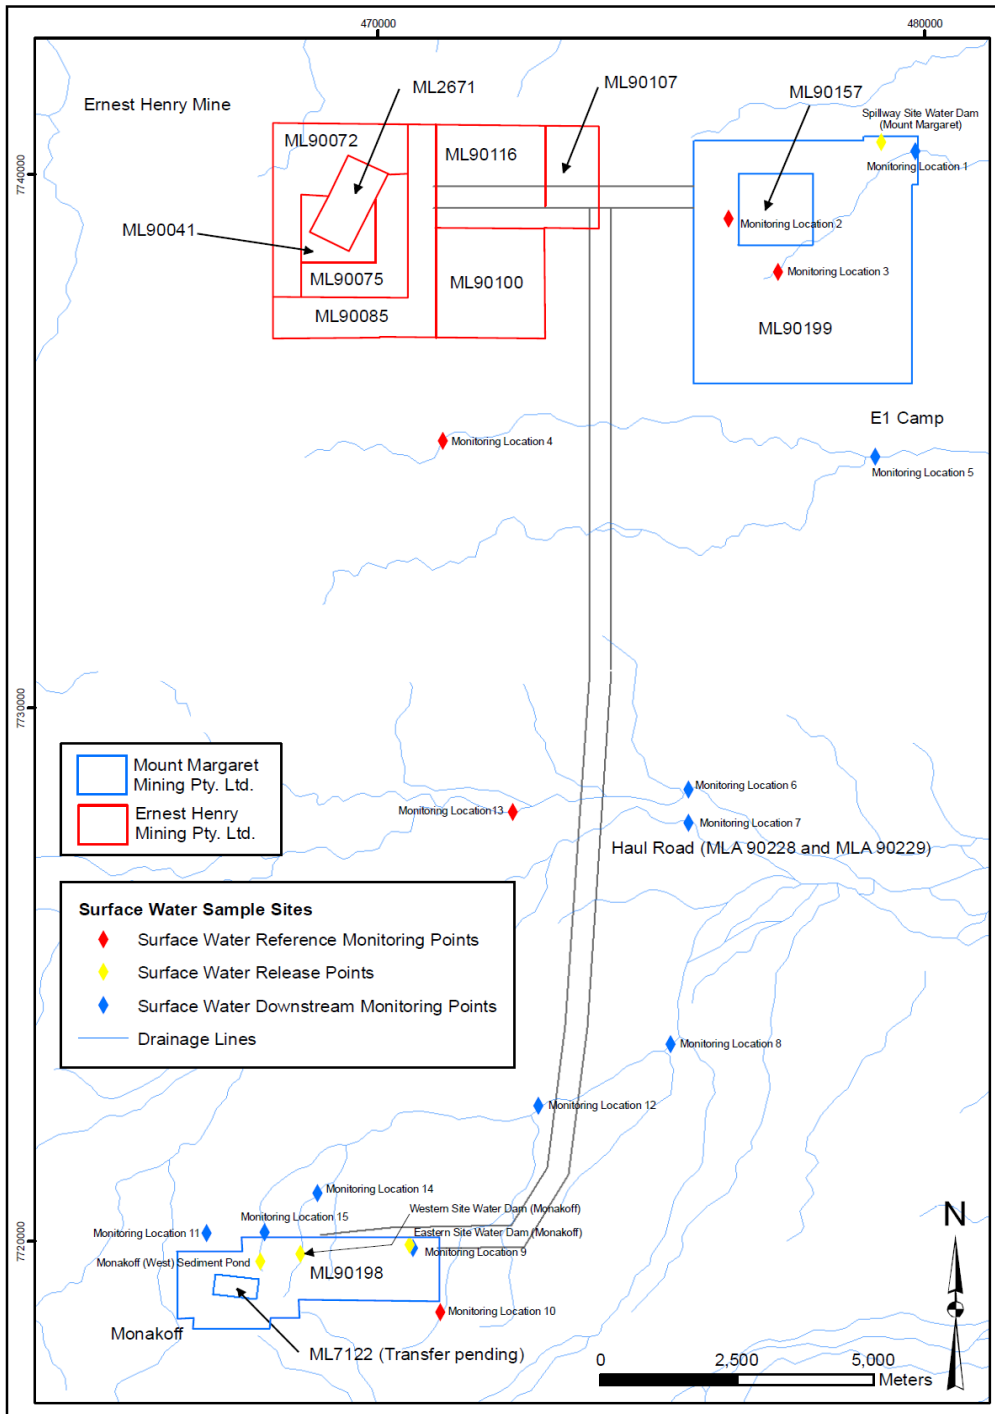 470000
480000
Ernest Henry Mine
ML2671
ML90107
ML90157
Spillway Site Water Dam
(Mount Margaret)
ML90072
ML90116
Monitoring Location 1
7740000
ML90041
Monitoring Location 2
ML90075
ML90100
Monitoring Location 3
ML90085
ML90199
E1 Camp
Monitoring Location 4
Monitoring Location 5
7730000
Mount Margaret
Mining Pty. Ltd.
Ernest Henry
Mining Pty. Ltd.
Monitoring Location 6
Monitoring Location 13
Monitoring Location 7
Haul Road (MLA 90228 and MLA 90229)
Surface Water Sample Sites
Surface Water Reference Monitoring Points
Surface Water Release Points
Surface Water Downstream Monitoring Points
Drainage Lines
Monitoring Location 8
Monitoring Location 12
Monitoring Location 14
Western Site Water Dam (Monakoff)
Monitoring Location 15
Monitoring Location 11
Eastern Site Water Dam (Monakoff)
7720000
Monitoring Location 9
Monakoff (West) Sediment Pond
ML90198
Monitoring Location 10
Monakoff
ML7122 (Transfer pending)
N
0 2,500 5,000
Meters